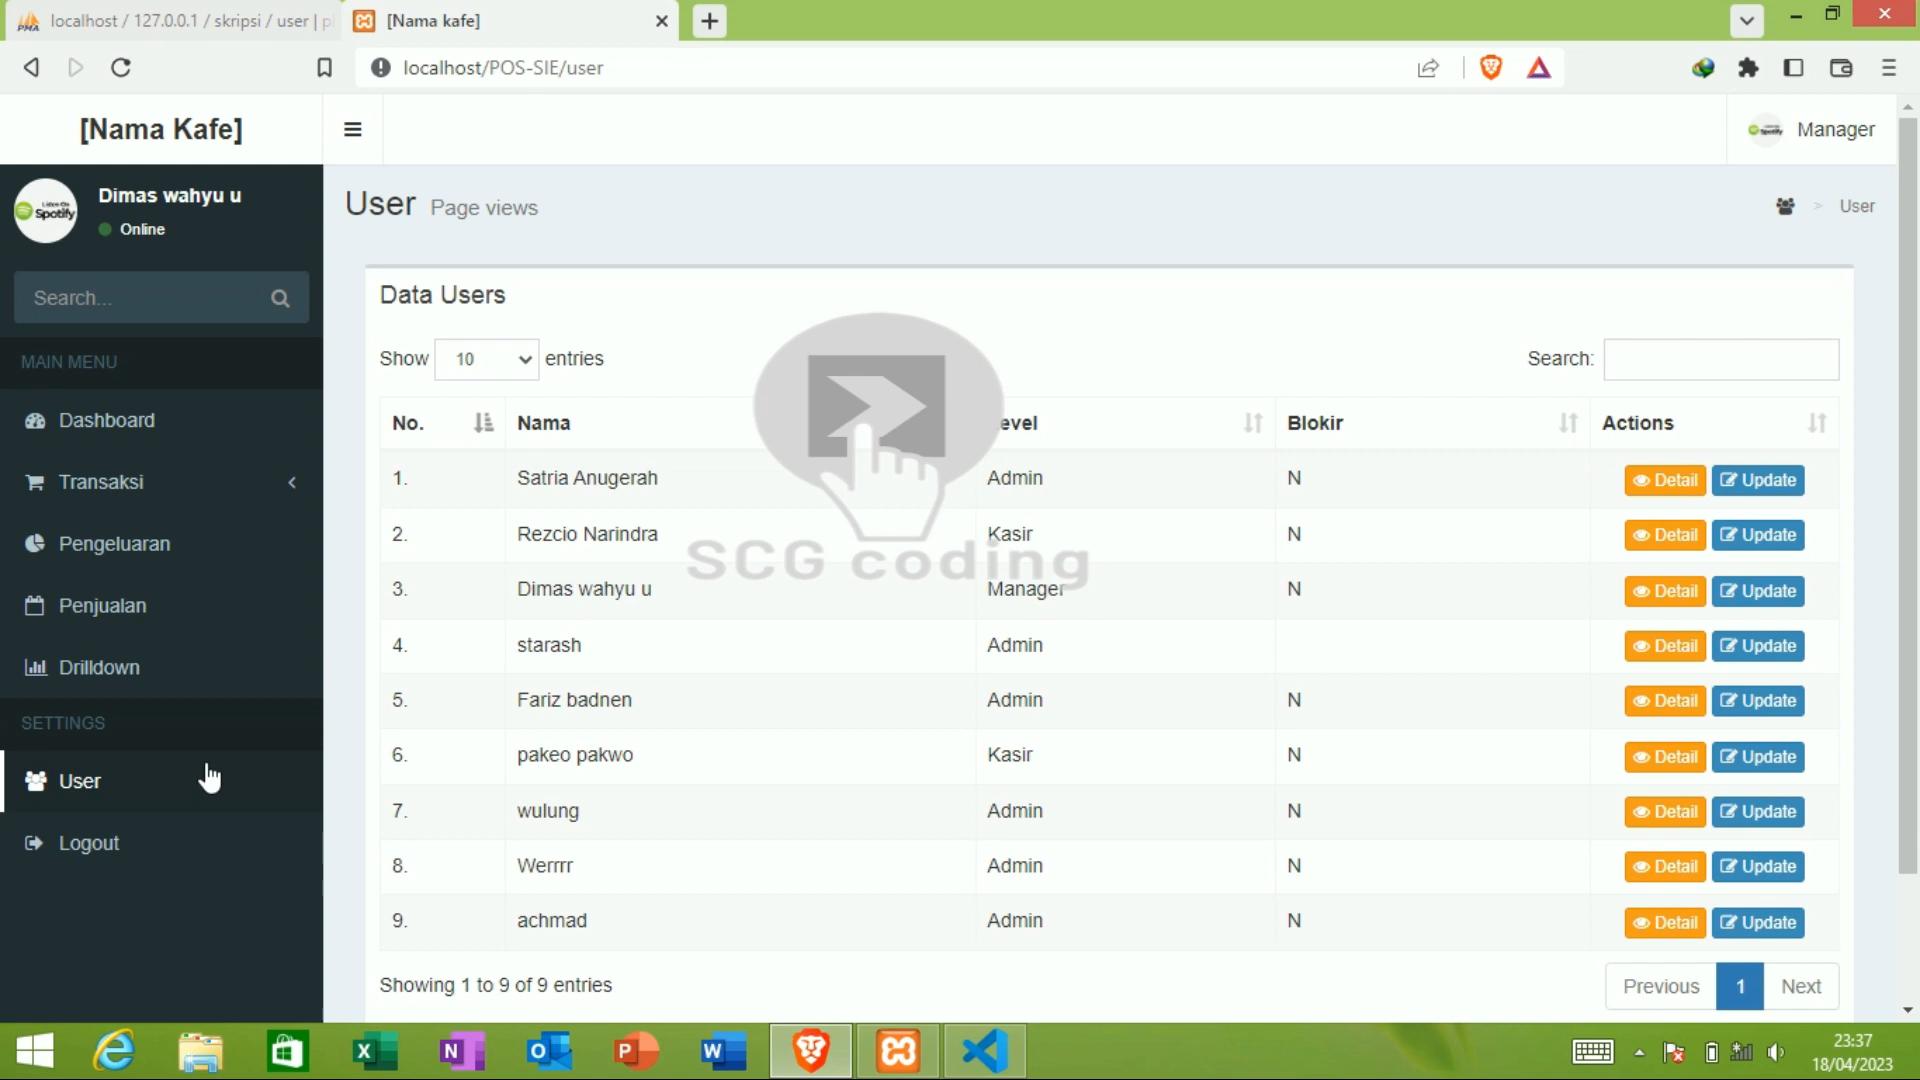 localhost / 127.0.0.1 / skripsi / user |
[Nama kafe]
localhost/POS-SIE/user
[Nama Kafe]
Manager
Dimas wahyu u
Online
Search...
MAIN MENU
Dashboard
Transaksi
Pengeluaran
Penjualan
Drilldown
SETTINGS
User
Logout
User Page views
> User
Data Users
Show 10 entries
Search:
No. Nama evel Blokir Actions
1. Satria Anugerah Admin N Detail Update
2. Rezcio Narindra Kasir N Detail Update
3. Dimas wahyu u Manager N Detail Update
4. starash Admin Detail Update
5. Fariz badnen Admin N Detail Update
6. pakeo pakwo Kasir N Detail Update
7. wulung Admin N Detail Update
8. Werrrr Admin N Detail Update
9. achmad Admin N Detail Update
SCG coding
Showing 1 to 9 of 9 entries
Previous 1 Next
23:37
18/04/2023